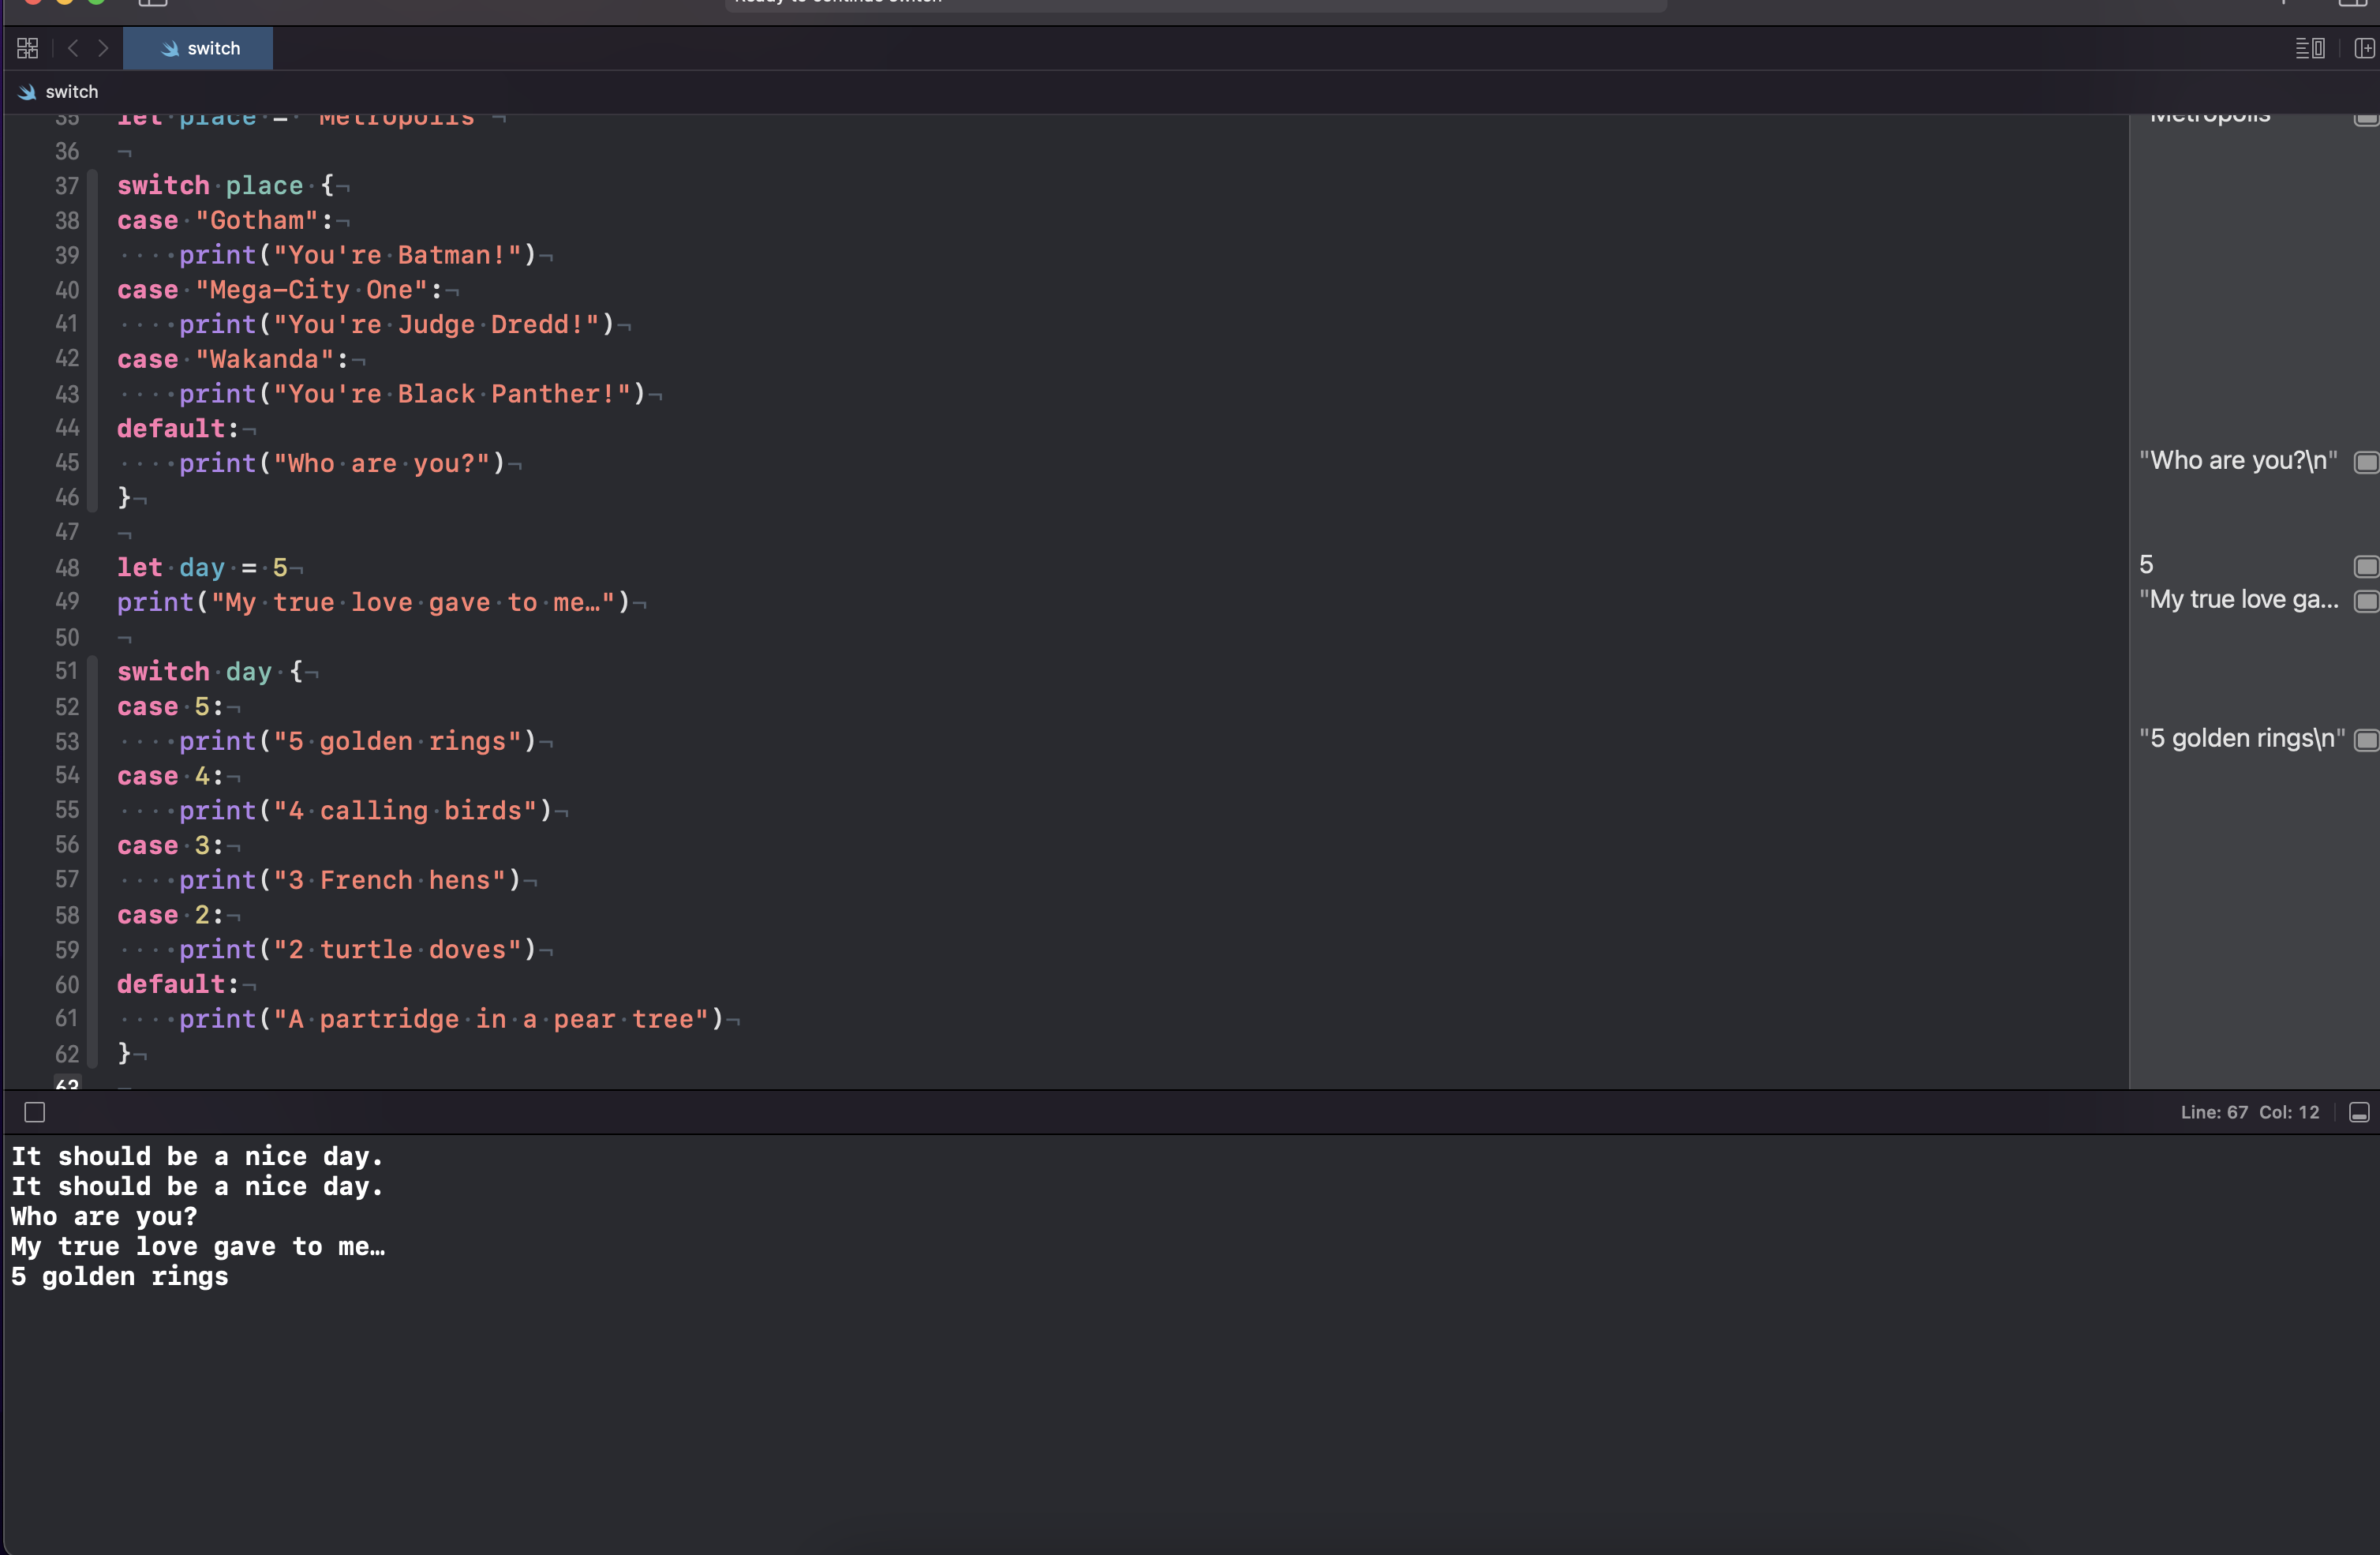 Ready to continue switch
switch
switch
35 let place = "Metropolis"
"Metropolis"
36
37 switch place {
38 case "Gotham":
39 print("You're Batman!")
40 case "Mega-City One":
41 print("You're Judge Dredd!")
42 case "Wakanda":
43 print("You're Black Panther!")
44 default:
45 print("Who are you?")
"Who are you?\n"
46 }
47
48 let day = 5
5
49 print("My true love gave to me…")
"My true love ga...
50
51 switch day {
52 case 5:
53 print("5 golden rings")
"5 golden rings\n"
54 case 4:
55 print("4 calling birds")
56 case 3:
57 print("3 French hens")
58 case 2:
59 print("2 turtle doves")
60 default:
61 print("A partridge in a pear tree")
62 }
63
Line: 67 Col: 12
It should be a nice day.
It should be a nice day.
Who are you?
My true love gave to me…
5 golden rings